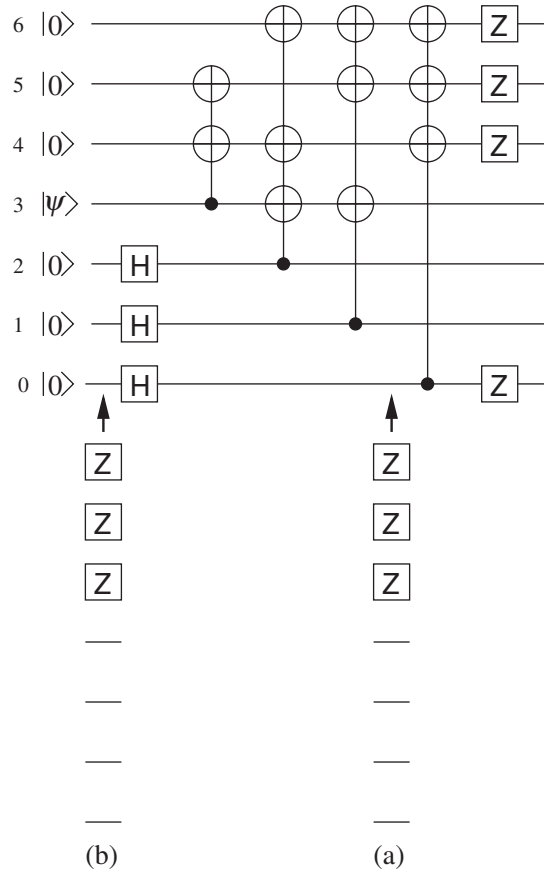 6 |0⟩ Z
5 |0⟩ Z
4 |0⟩ Z
3 |ψ⟩
2 |0⟩ H
1 |0⟩ H
0 |0⟩ H Z
Z Z
Z Z
Z Z
(b) (a)